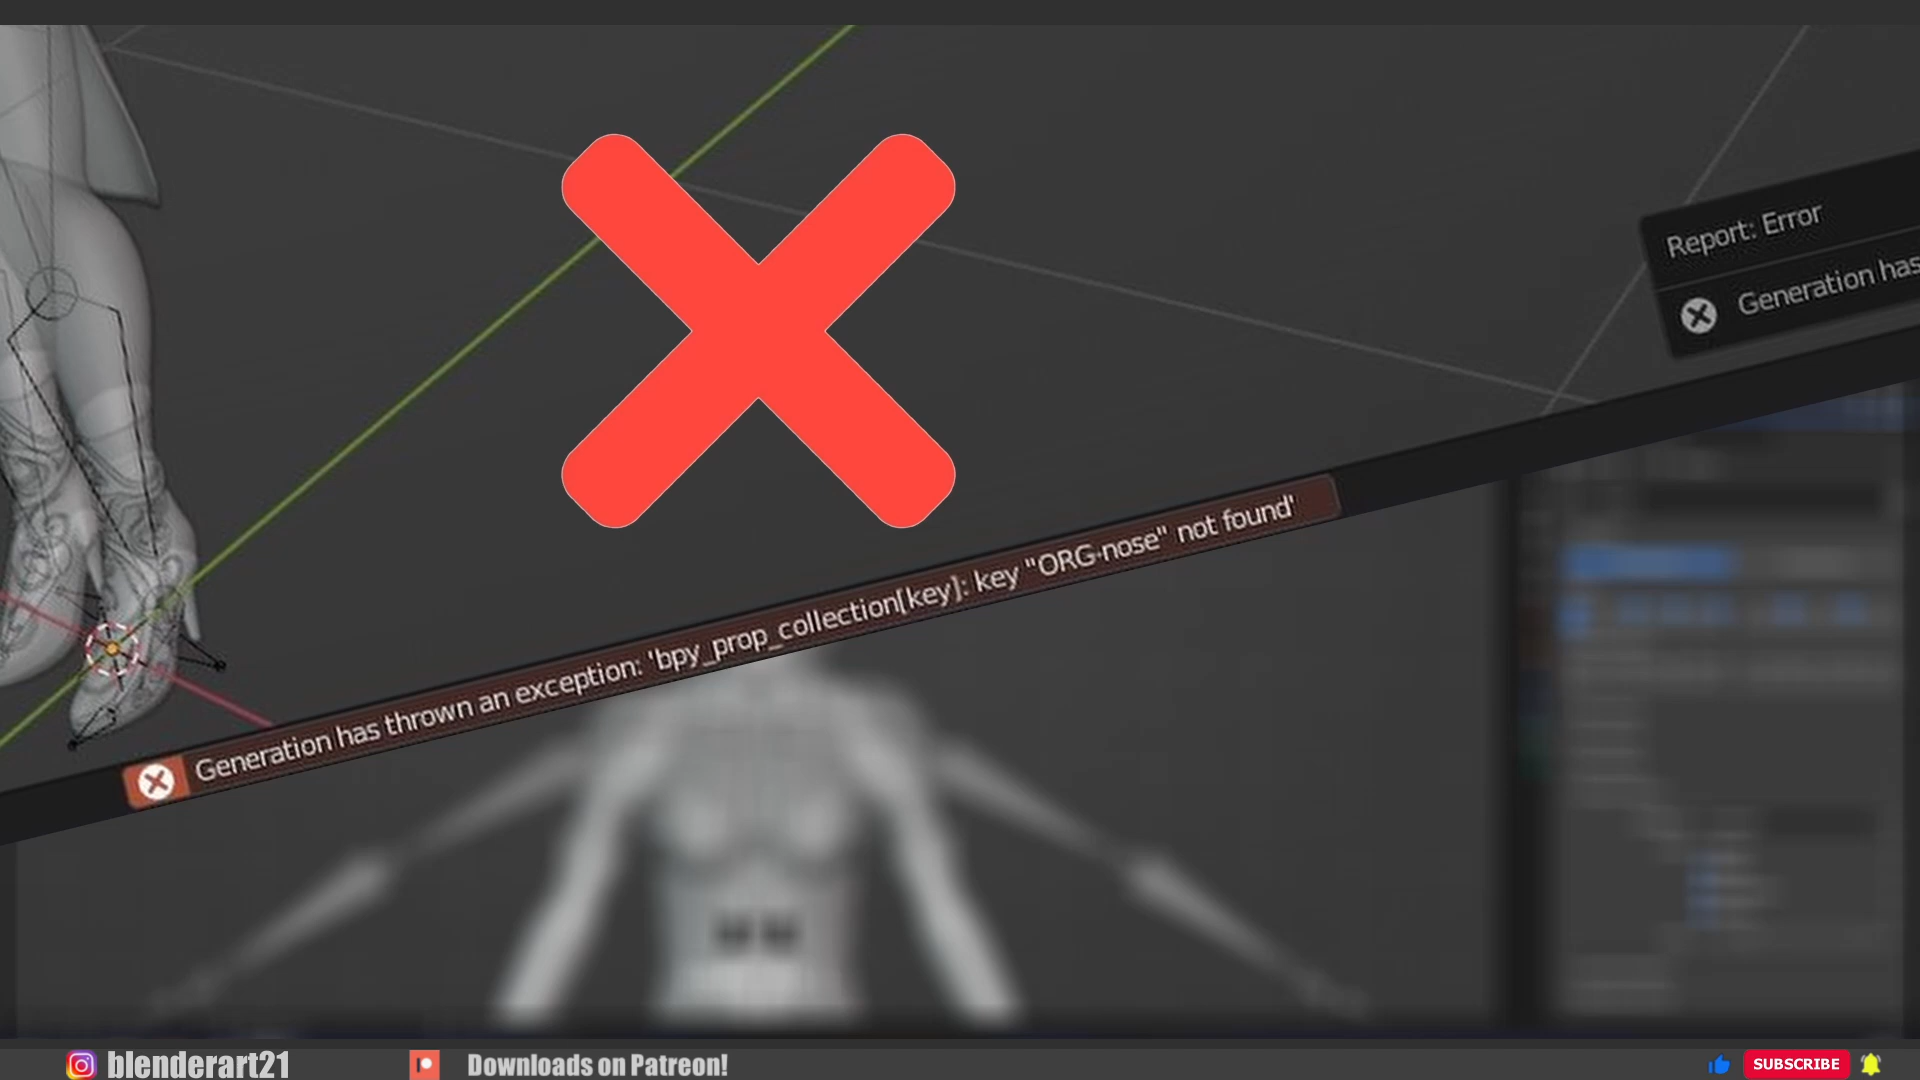 Report: Error
Generation has
Generation has thrown an exception: 'bpy_prop_collection[key]: key "ORG-nose" not found'
blenderart21
Downloads on Patreon!
SUBSCRIBE